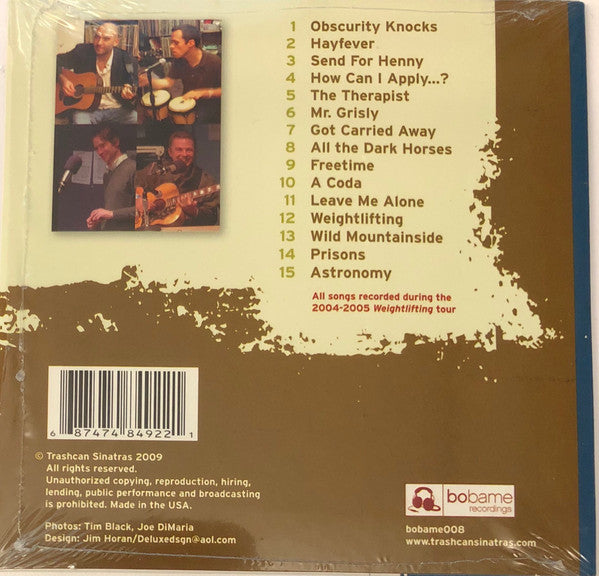 1 Obscurity Knocks
2 Hayfever
3 Send For Henny
4 How Can I Apply...?
5 The Therapist
6 Mr. Grisly
7 Got Carried Away
8 All the Dark Horses
9 Freetime
10 A Coda
11 Leave Me Alone
12 Weightlifting
13 Wild Mountainside
14 Prisons
15 Astronomy
All songs recorded during the
2004-2005 Weightlifting tour
6 87474 84922 1
© Trashcan Sinatras 2009
All rights reserved.
Unauthorized copying, reproduction, hiring,
lending, public performance and broadcasting
is prohibited. Made in the USA.
Photos: Tim Black, Joe DiMaria
Design: Jim Horan/Deluxedsgn@aol.com
bobame
recordings
bobame008
www.trashcansinatras.com